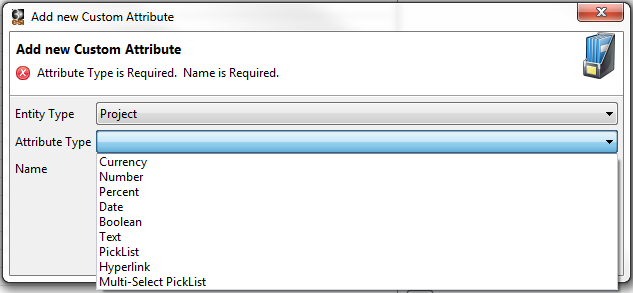 Add new Custom Attribute
Add new Custom Attribute
Attribute Type is Required. Name is Required.
Entity Type
Project
Attribute Type
Name
Currency
Number
Percent
Date
Boolean
Text
PickList
Hyperlink
Multi-Select PickList